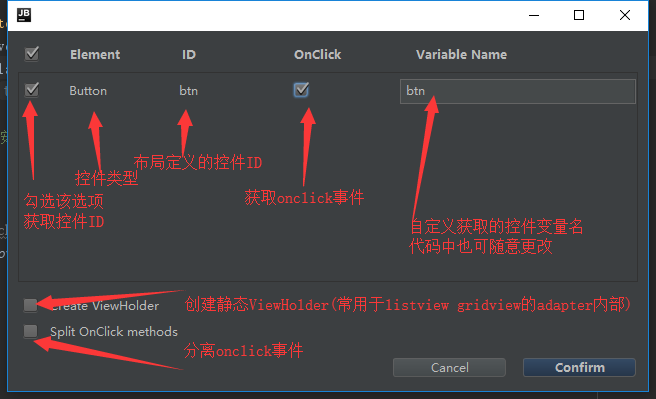 JB
Element ID OnClick Variable Name
Button btn btn
布局定义的控件ID
控件类型
勾选该选项
获取控件ID
获取onclick事件
自定义获取的控件变量名
代码中也可随意更改
Create ViewHolder
创建静态ViewHolder(常用于listview gridview的adapter内部)
Split OnClick methods
分离onclick事件
Cancel Confirm